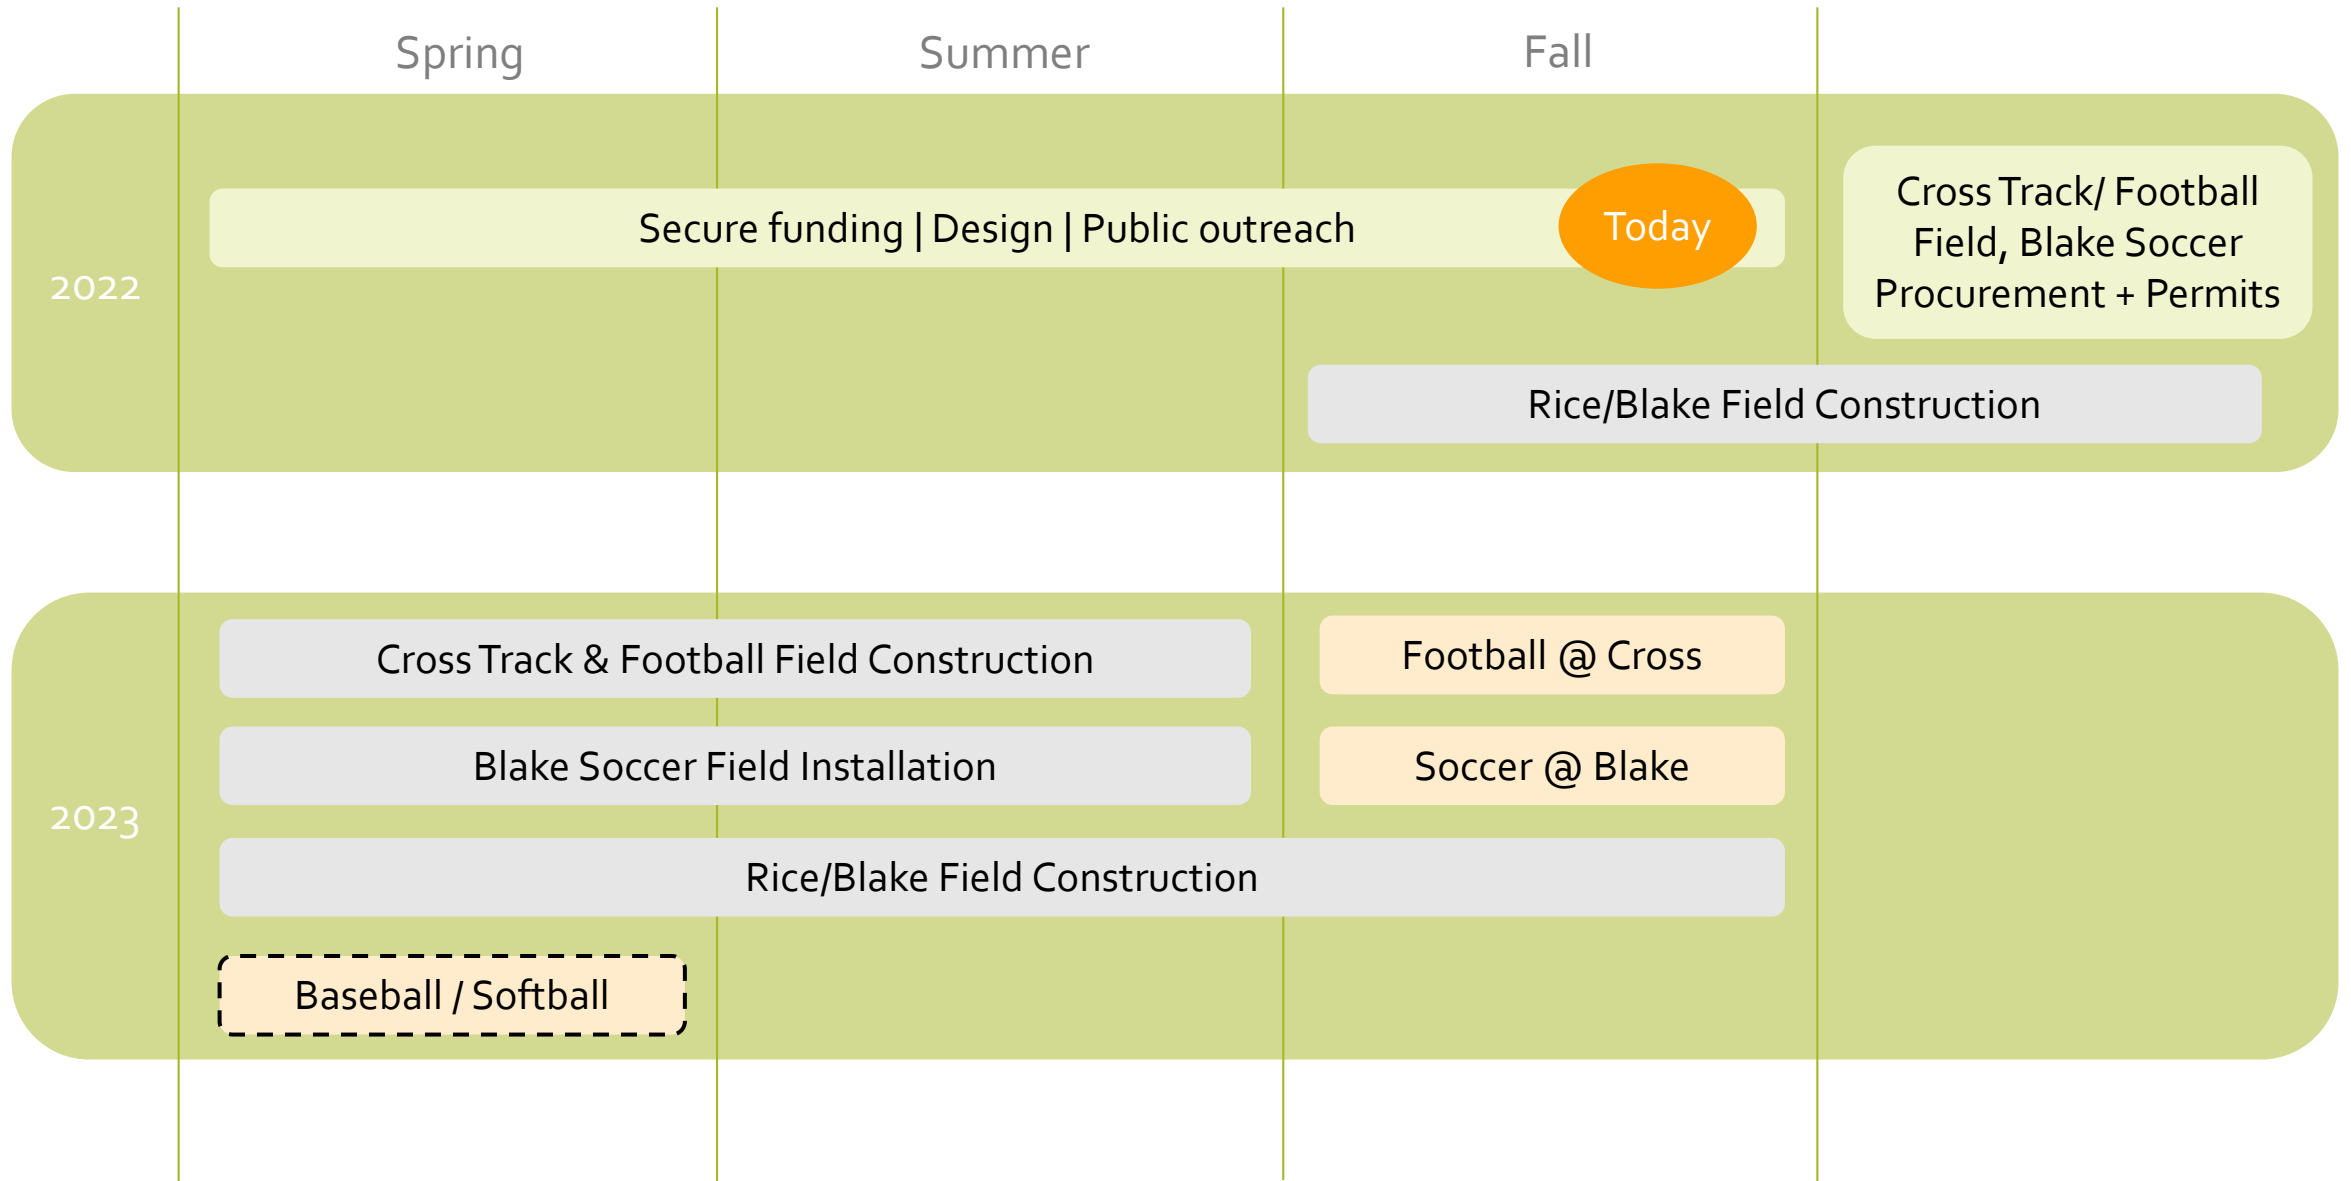 Spring
Summer
Fall
2022
Secure funding | Design | Public outreach
Today
Cross Track/ Football
Field, Blake Soccer
Procurement + Permits
Rice/Blake Field Construction
2023
Cross Track & Football Field Construction
Football @ Cross
Blake Soccer Field Installation
Soccer @ Blake
Rice/Blake Field Construction
Baseball / Softball